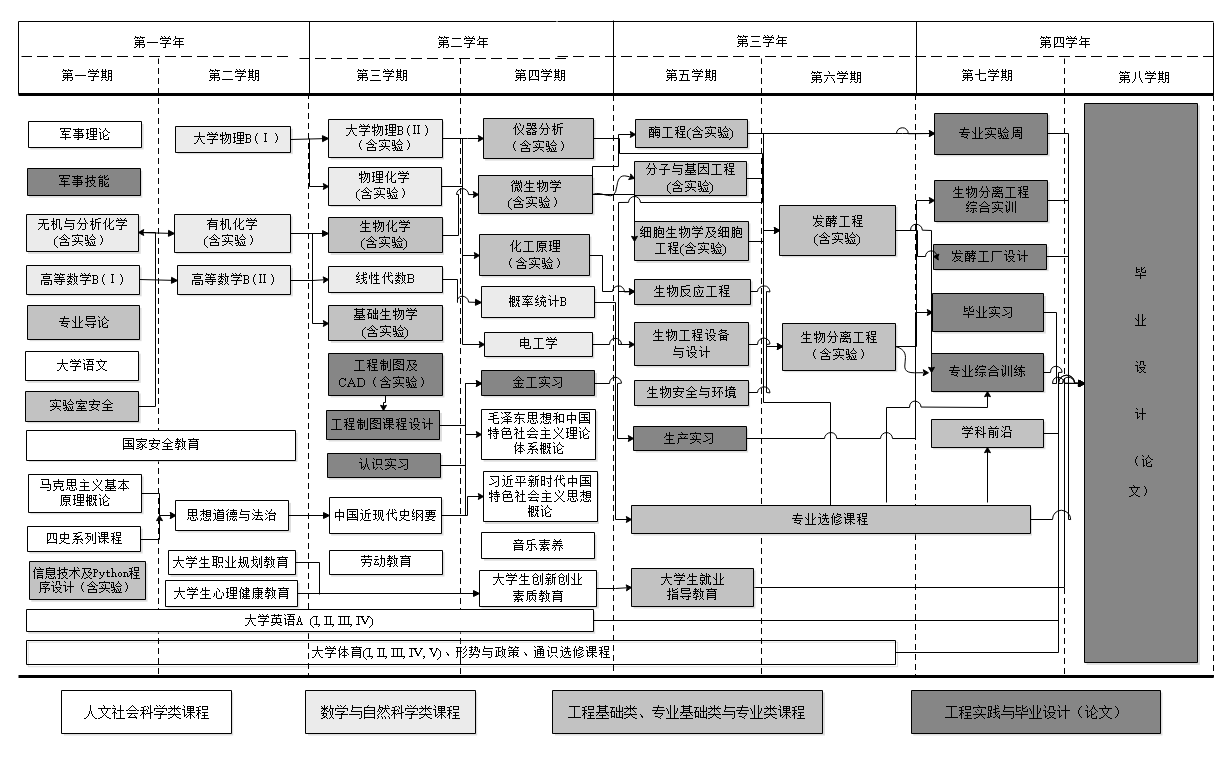 第一学年
第二学年
第三学年
第四学年
第一学期
第二学期
第三学期
第四学期
第五学期
第六学期
第七学期
第八学期
军事理论
军事技能
无机与分析化学
(含实验)
高等数学B(Ⅰ)
专业导论
大学语文
实验室安全
国家安全教育
马克思主义基本
原理概论
四史系列课程
信息技术及Python程
序设计（含实验）
大学物理B(Ⅰ)
有机化学
(含实验)
高等数学B(Ⅱ)
思想道德与法治
大学生职业规划教育
大学生心理健康教育
大学物理B(Ⅱ)
(含实验)
物理化学
(含实验)
生物化学
(含实验)
线性代数B
基础生物学
(含实验)
工程制图及
CAD（含实验）
工程制图课程设计
认识实习
中国近现代史纲要
劳动教育
仪器分析
（含实验）
微生物学
(含实验)
化工原理
（含实验）
概率统计B
电工学
金工实习
毛泽东思想和中国
特色社会主义理论
体系概论
习近平新时代中国
特色社会主义思想
概论
音乐素养
大学生创新创业
素质教育
酶工程(含实验)
分子与基因工程
(含实验)
细胞生物学及细胞
工程(含实验)
生物反应工程
生物工程设备
与设计
生物安全与环境
生产实习
专业选修课程
大学生就业
指导教育
发酵工程
(含实验)
生物分离工程
（含实验）
专业实验周
生物分离工程
综合实训
发酵工厂设计
毕业实习
专业综合训练
学科前沿
毕
业
设
计
（论
文）
大学英语A (I, II, III, IV)
大学体育(I, II, III, IV, V)、形势与政策、通识选修课程
人文社会科学类课程
数学与自然科学类课程
工程基础类、专业基础类与专业类课程
工程实践与毕业设计（论文）